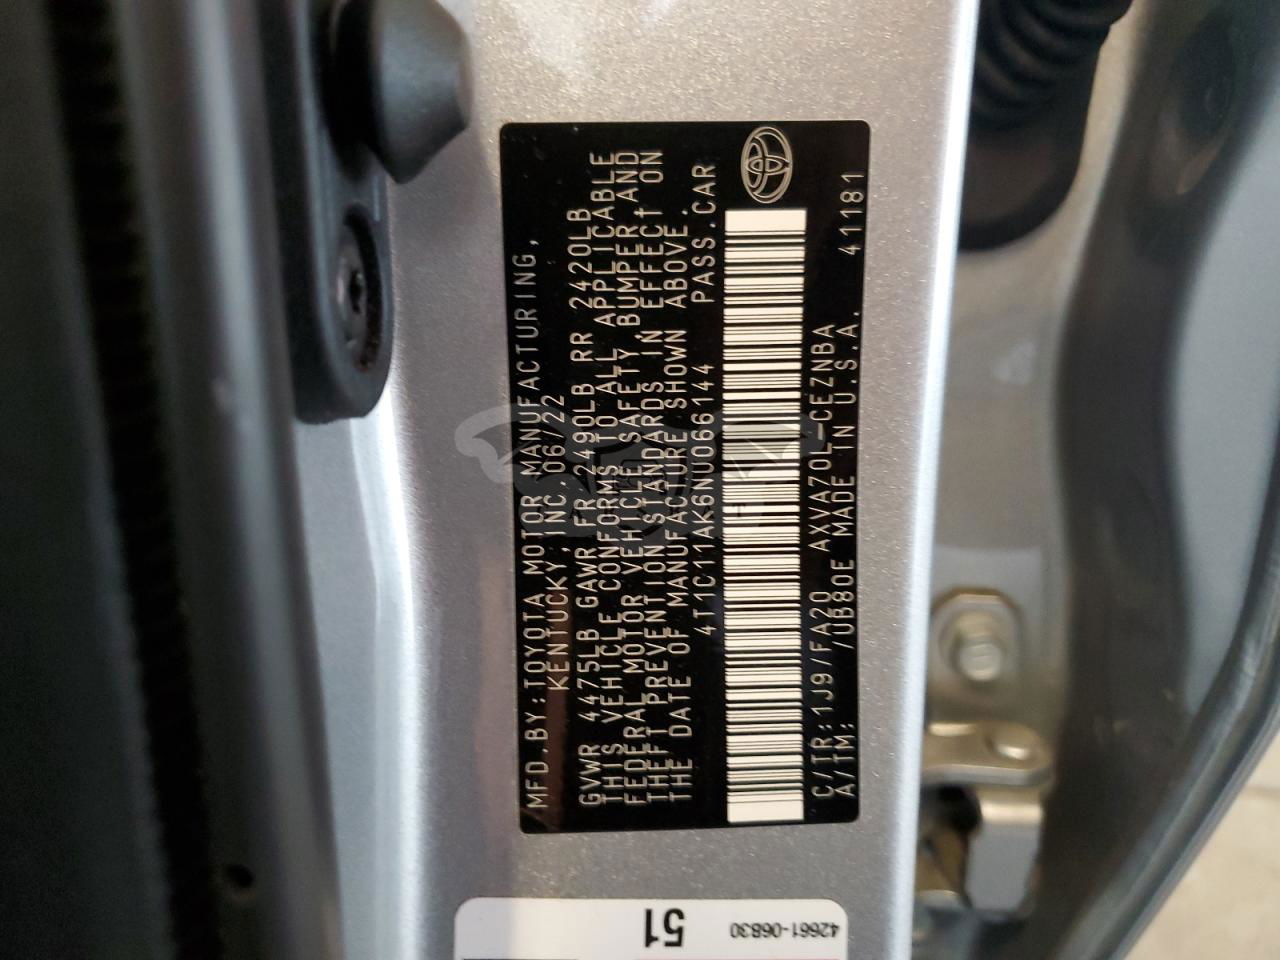 MFD.BY:TOYOTA MOTOR MANUFACTURING,
KENTUCKY,INC.06/22
GVWR 4475LB GAWR FR 2490LB RR 2420LB
THIS VEHICLE CONFORMS TO ALL APPLICABLE
FEDERAL MOTOR VEHICLE SAFETY,BUMPER,AND
THEFT PREVENTION STANDARDS IN EFFECT ON
THE DATE OF MANUFACTURE SHOWN ABOVE.
4T1C11AK6NU066144 PASS.CAR
C/TR:1J9/FA20 AXVA70L-CEZNBA
A/TM: /UB80E MADE IN U.S.A. 41181
51
42661-06B30